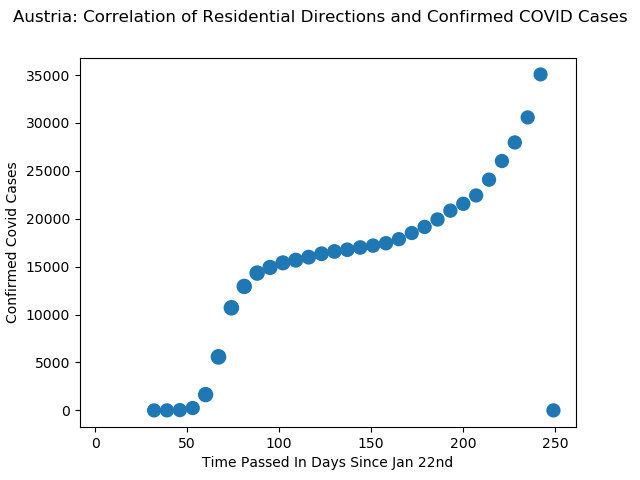 Austria: Correlation of Residential Directions and Confirmed COVID Cases
35000
30000
25000
20000
15000
10000
5000
0
Confirmed Covid Cases
0 50 100 150 200 250
Time Passed In Days Since Jan 22nd